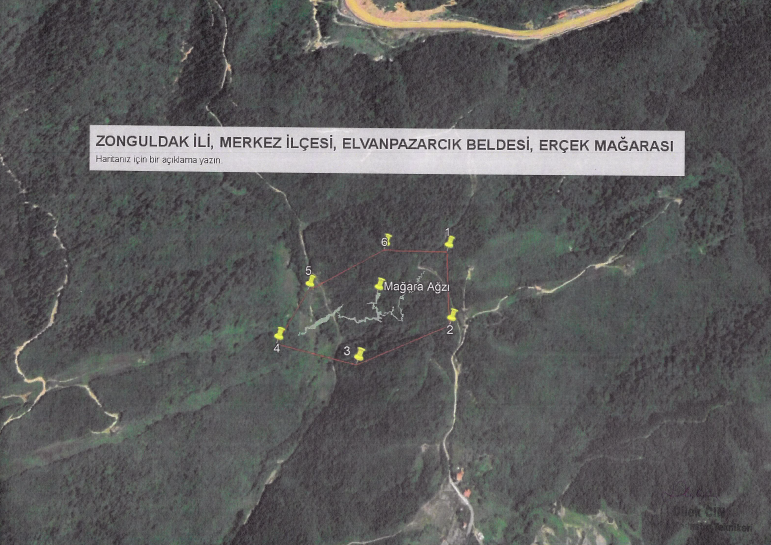 ZONGULDAK İLİ, MERKEZ İLÇESİ, ELVANPAZARCIK BELDESİ, ERÇEK MAĞARASI
Haritanız için bir açıklama yazın.
6
1
5
Mağara Ağzı
2
4
3